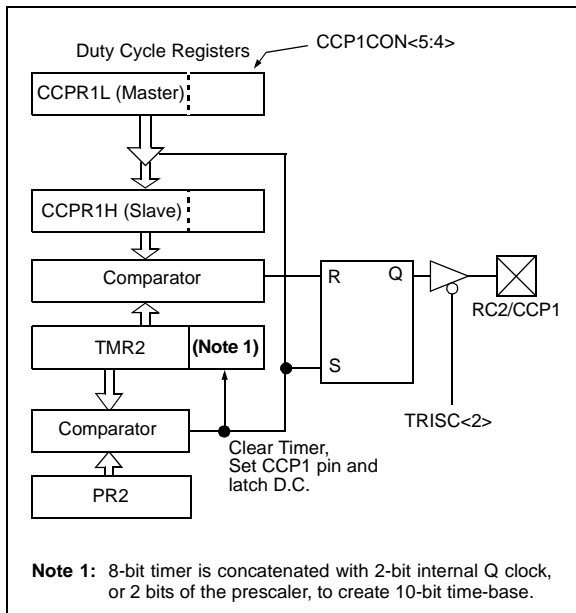 Duty Cycle Registers
CCP1CON<5:4>
CCPR1L (Master)
CCPR1H (Slave)
Comparator
R
Q
RC2/CCP1
TMR2
(Note 1)
S
TRISC<2>
Comparator
Clear Timer,
Set CCP1 pin and
latch D.C.
PR2
Note 1: 8-bit timer is concatenated with 2-bit internal Q clock,
or 2 bits of the prescaler, to create 10-bit time-base.